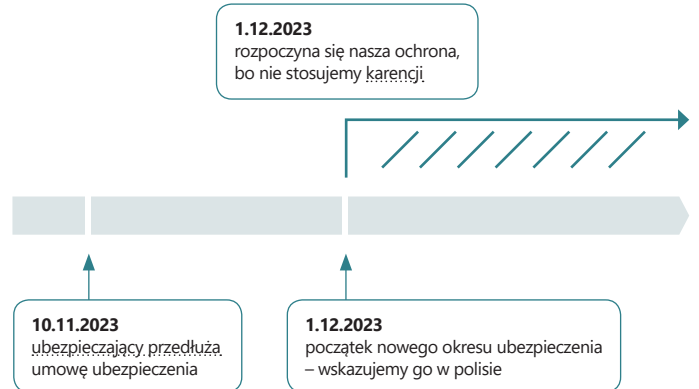 1.12.2023
rozpoczyna się nasza ochrona,
bo nie stosujemy karencji
10.11.2023
ubezpieczający przedłuża
umowę ubezpieczenia
1.12.2023
początek nowego okresu ubezpieczenia
– wskazujemy go w polisie